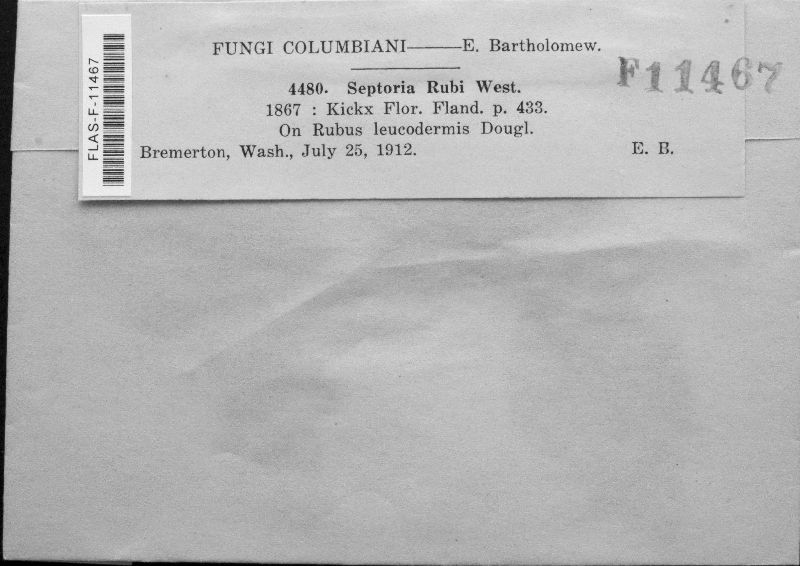 FUNGI COLUMBIANI——E. Bartholomew.
F11467
FLAS-F-11467
4480. Septoria Rubi West.
1867 : Kickx Flor. Fland. p. 433.
On Rubus leucodermis Dougl.
Bremerton, Wash., July 25, 1912. E. B.